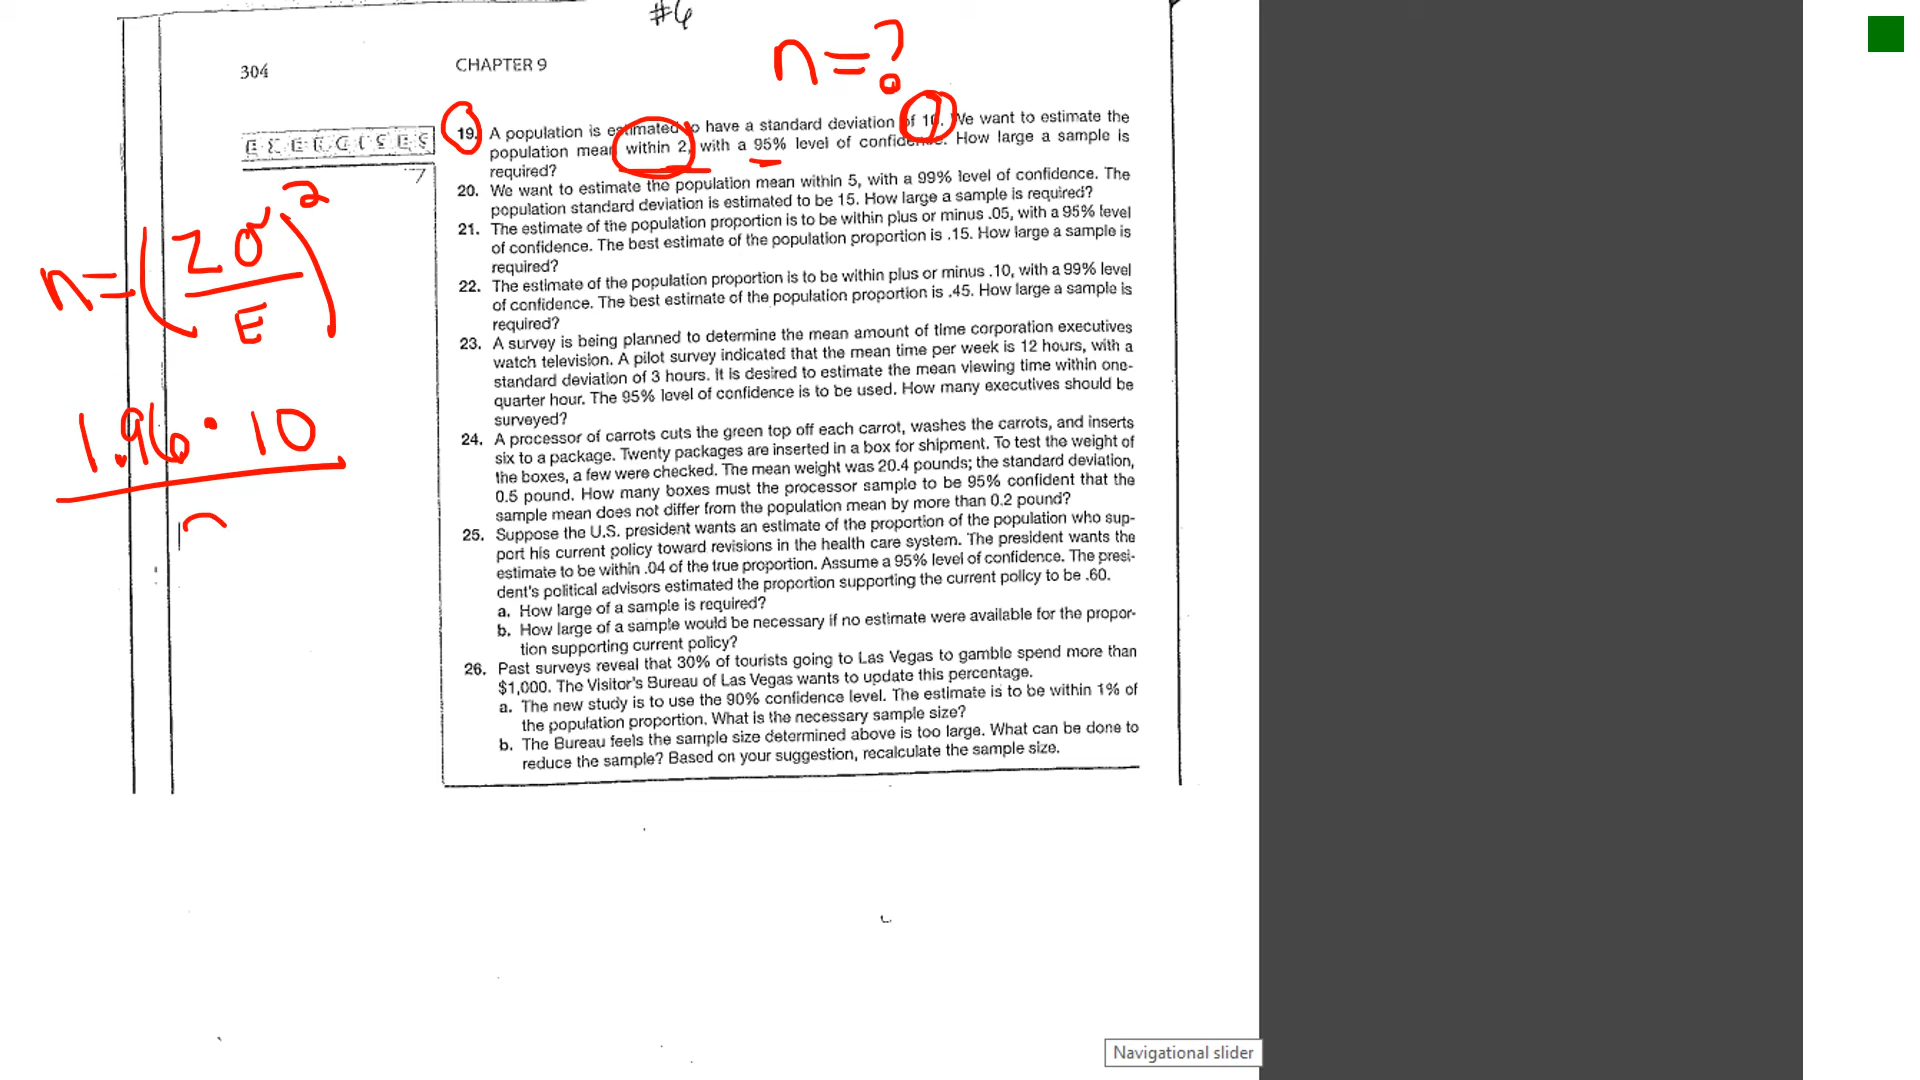 #6
n=?
304 CHAPTER 9
EXERCISES
19. A population is estimated to have a standard deviation of 10. We want to estimate the
population mean within 2, with a 95% level of confidence. How large a sample is
required?
20. We want to estimate the population mean within 5, with a 99% level of confidence. The
population standard deviation is estimated to be 15. How large a sample is required?
21. The estimate of the population proportion is to be within plus or minus .05, with a 95% level
of confidence. The best estimate of the population proportion is .15. How large a sample is
required?
22. The estimate of the population proportion is to be within plus or minus .10, with a 99% level
of confidence. The best estimate of the population proportion is .45. How large a sample is
required?
23. A survey is being planned to determine the mean amount of time corporation executives
watch television. A pilot survey indicated that the mean time per week is 12 hours, with a
standard deviation of 3 hours. It is desired to estimate the mean viewing time within one-
quarter hour. The 95% level of confidence is to be used. How many executives should be
surveyed?
24. A processor of carrots cuts the green top off each carrot, washes the carrots, and inserts
six to a package. Twenty packages are inserted in a box for shipment. To test the weight of
the boxes, a few were checked. The mean weight was 20.4 pounds; the standard deviation,
0.5 pound. How many boxes must the processor sample to be 95% confident that the
sample mean does not differ from the population mean by more than 0.2 pound?
25. Suppose the U.S. president wants an estimate of the proportion of the population who sup-
port his current policy toward revisions in the health care system. The president wants the
estimate to be within .04 of the true proportion. Assume a 95% level of confidence. The presi-
dent's political advisors estimated the proportion supporting the current policy to be .60.
a. How large of a sample is required?
b. How large of a sample would be necessary if no estimate were available for the propor-
tion supporting current policy?
26. Past surveys reveal that 30% of tourists going to Las Vegas to gamble spend more than
$1,000. The Visitor's Bureau of Las Vegas wants to update this percentage.
a. The new study is to use the 90% confidence level. The estimate is to be within 1% of
the population proportion. What is the necessary sample size?
b. The Bureau feels the sample size determined above is too large. What can be done to
reduce the sample? Based on your suggestion, recalculate the sample size.
n=(Zσ/E)²
1.96 • 10
Navigational slider